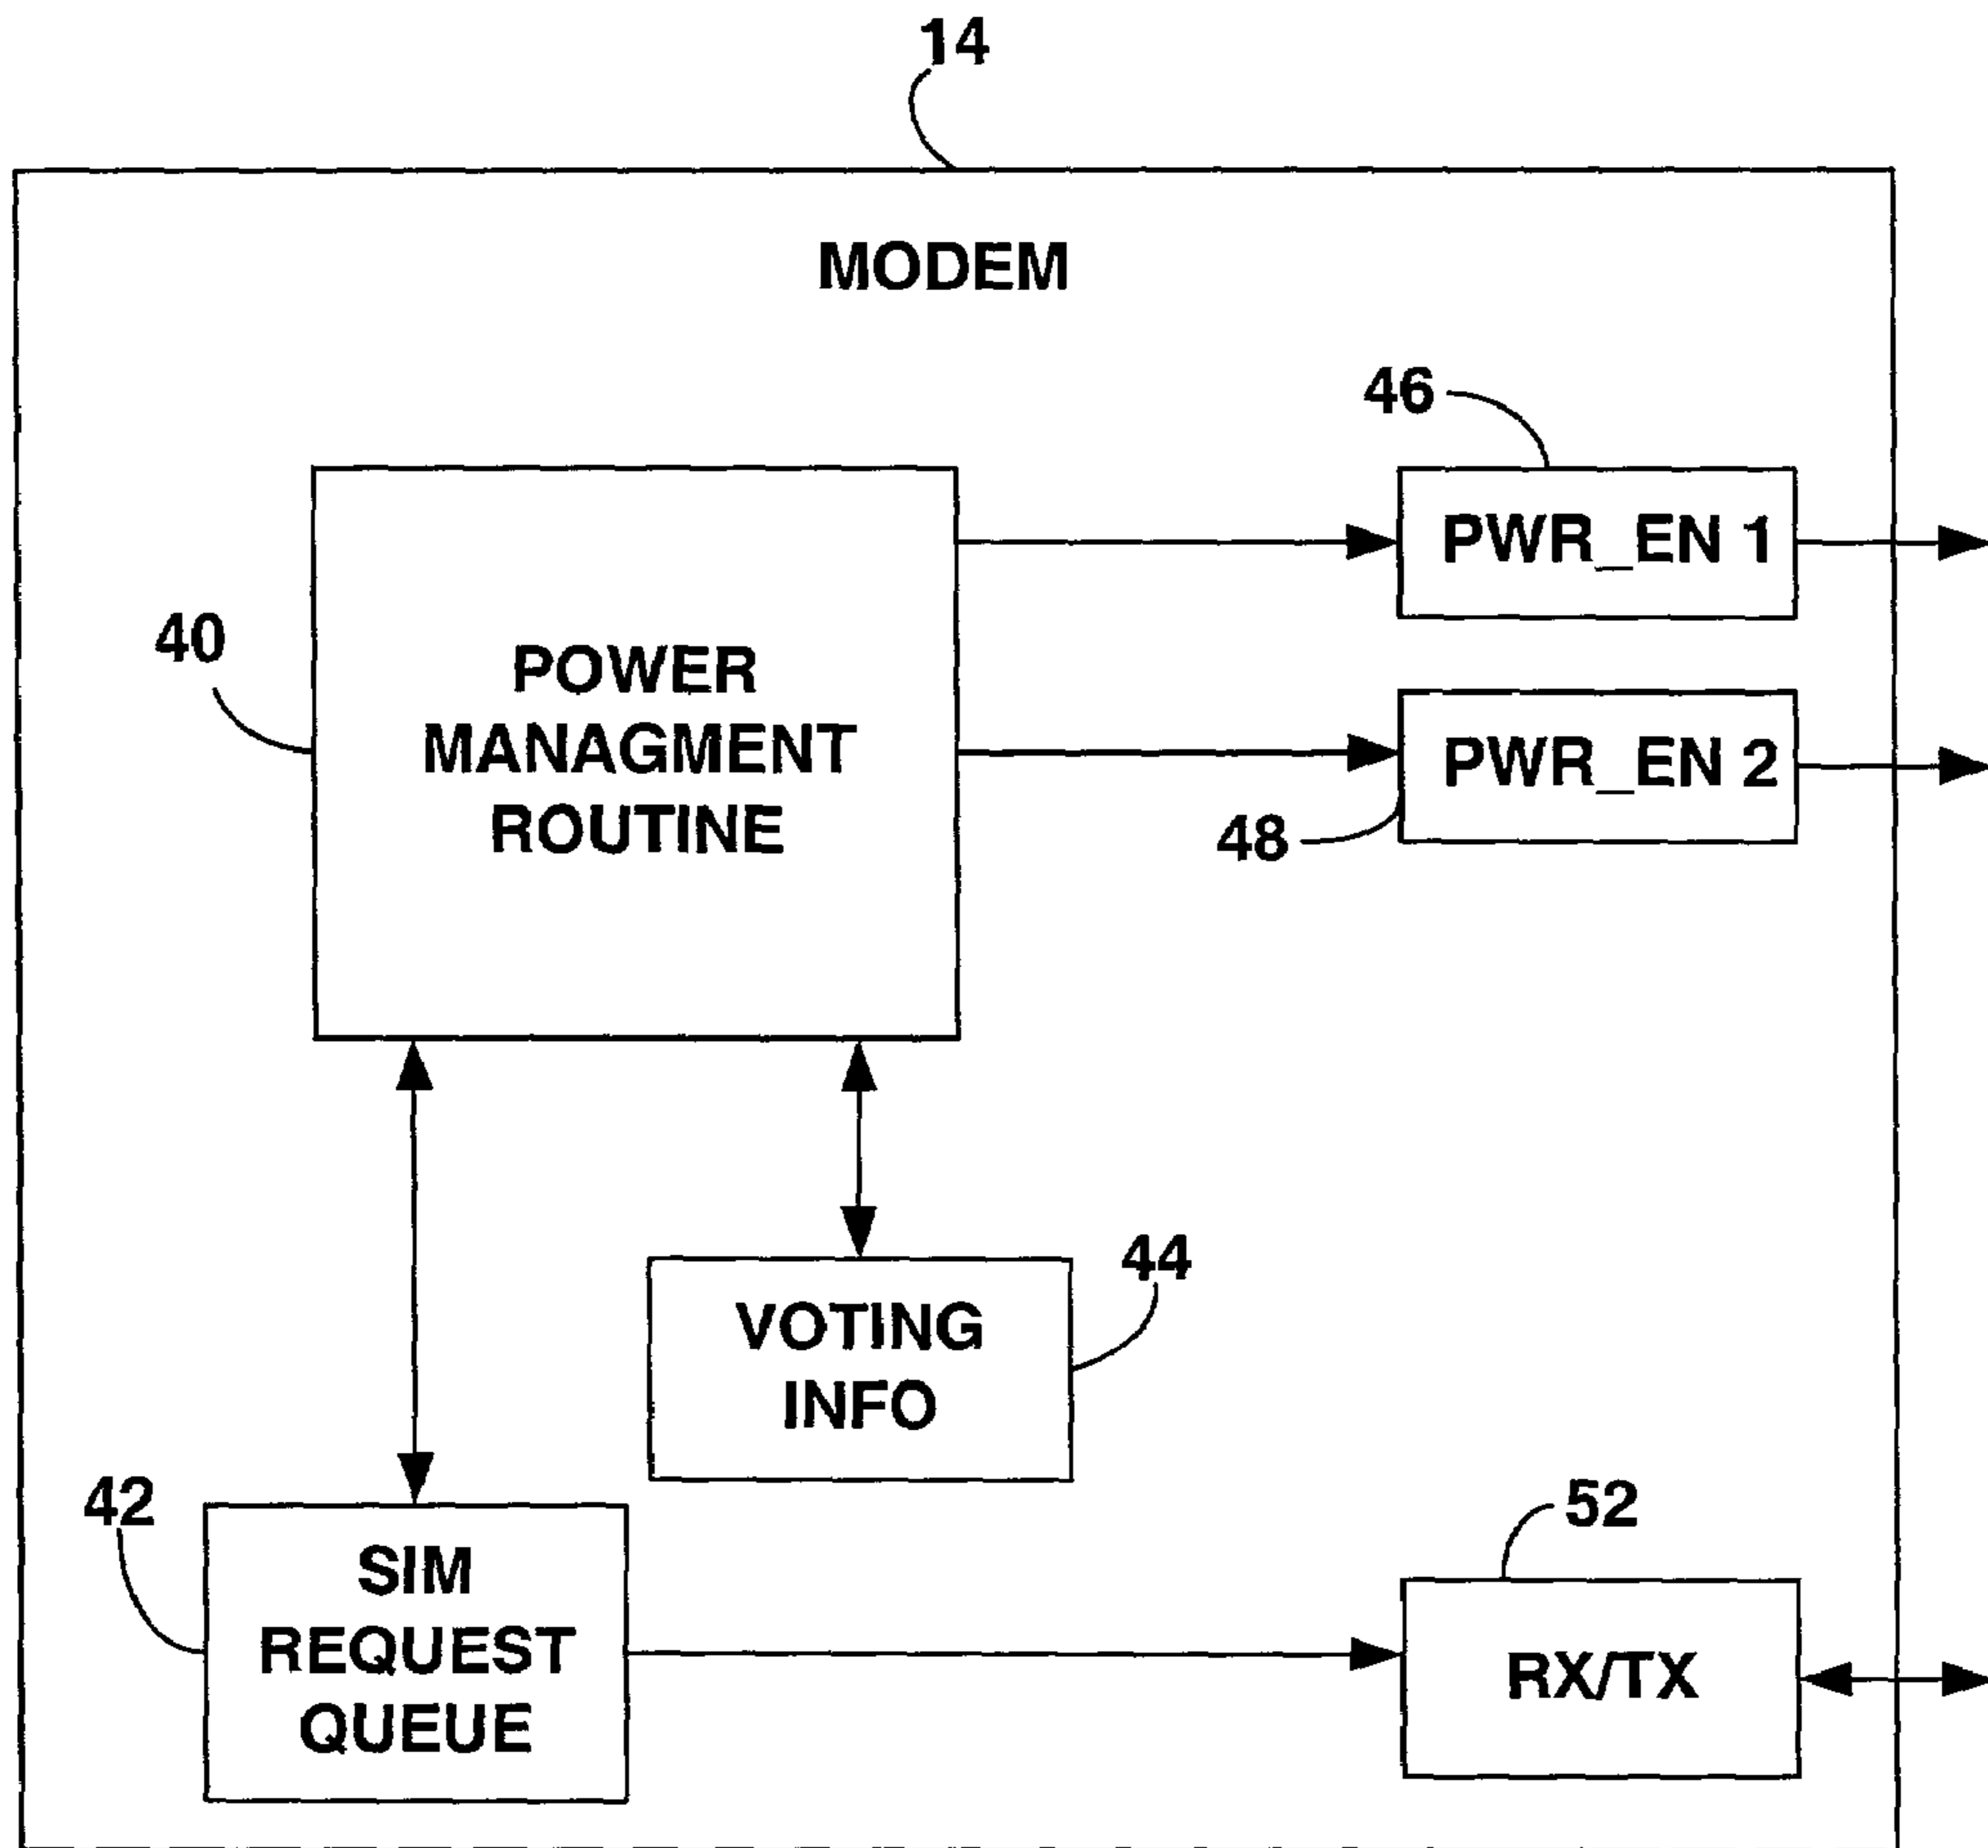 14
MODEM
46
PWR_EN 1
40
POWER
MANAGMENT
ROUTINE
PWR_EN 2
48
44
VOTING
INFO
42
SIM
REQUEST
QUEUE
52
RX/TX